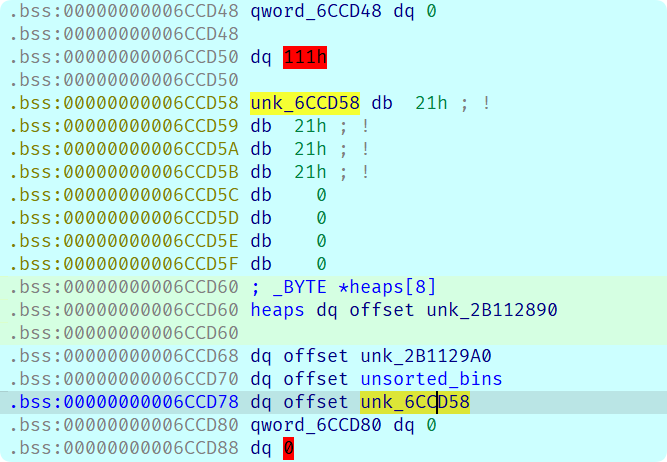 .bss:00000000006CCD48 qword_6CCD48 dq 0
.bss:00000000006CCD48
.bss:00000000006CCD50 dq 111h
.bss:00000000006CCD50
.bss:00000000006CCD58 unk_6CCD58 db  21h ; !
.bss:00000000006CCD59 db  21h ; !
.bss:00000000006CCD5A db  21h ; !
.bss:00000000006CCD5B db  21h ; !
.bss:00000000006CCD5C db    0
.bss:00000000006CCD5D db    0
.bss:00000000006CCD5E db    0
.bss:00000000006CCD5F db    0
.bss:00000000006CCD60 ; _BYTE *heaps[8]
.bss:00000000006CCD60 heaps dq offset unk_2B112890
.bss:00000000006CCD60
.bss:00000000006CCD68 dq offset unk_2B1129A0
.bss:00000000006CCD70 dq offset unsorted_bins
.bss:00000000006CCD78 dq offset unk_6CCD58
.bss:00000000006CCD80 qword_6CCD80 dq 0
.bss:00000000006CCD88 dq 0